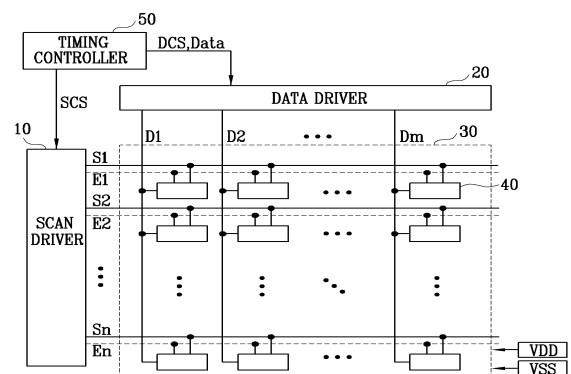 50
TIMING
CONTROLLER
DCS,Data
SCS
20
DATA DRIVER
10
D1 D2 ••• Dm
30
S1
E1
40
S2
SCAN
DRIVER
E2
Sn
En
VDD
VSS